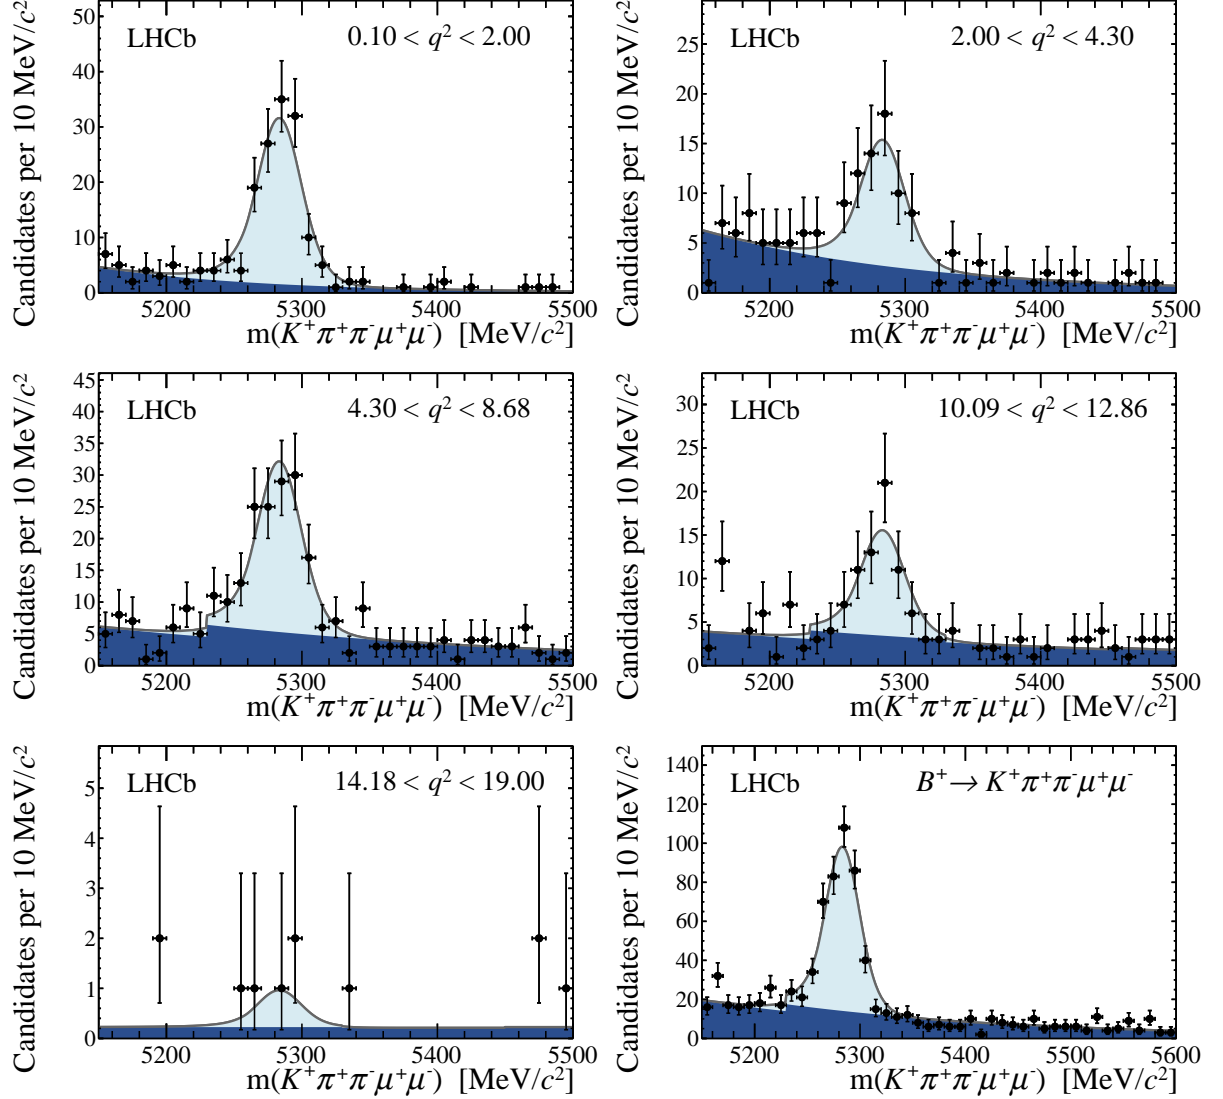 Candidates per 10 MeV/c²
50
40
30
20
10
0
LHCb
0.10 < q² < 2.00
5200 5300 5400 5500
m(K⁺π⁺π⁻μ⁺μ⁻) [MeV/c²]
Candidates per 10 MeV/c²
25
20
15
10
5
0
LHCb
2.00 < q² < 4.30
5200 5300 5400 5500
m(K⁺π⁺π⁻μ⁺μ⁻) [MeV/c²]
Candidates per 10 MeV/c²
45
40
35
30
25
20
15
10
5
0
LHCb
4.30 < q² < 8.68
5200 5300 5400 5500
m(K⁺π⁺π⁻μ⁺μ⁻) [MeV/c²]
Candidates per 10 MeV/c²
30
25
20
15
10
5
0
LHCb
10.09 < q² < 12.86
5200 5300 5400 5500
m(K⁺π⁺π⁻μ⁺μ⁻) [MeV/c²]
Candidates per 10 MeV/c²
5
4
3
2
1
0
LHCb
14.18 < q² < 19.00
5200 5300 5400 5500
m(K⁺π⁺π⁻μ⁺μ⁻) [MeV/c²]
Candidates per 10 MeV/c²
140
120
100
80
60
40
20
0
LHCb
B⁺ → K⁺π⁺π⁻μ⁺μ⁻
5200 5300 5400 5500 5600
m(K⁺π⁺π⁻μ⁺μ⁻) [MeV/c²]